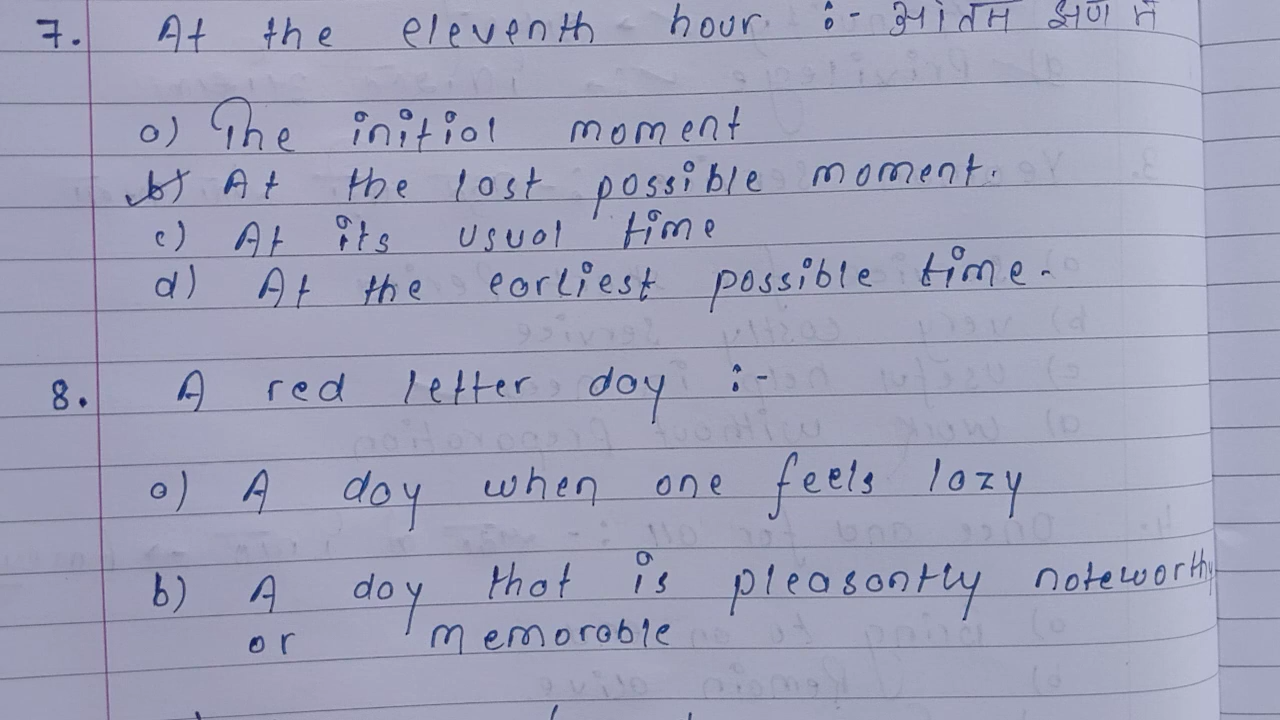 7. At the eleventh hour :- अंतिम क्षण में
a) The initial moment
b) At the last possible moment.
c) At its usual time
d) At the earliest possible time.
8. A red letter day :-
a) A day when one feels lazy
b) A day that is pleasantly noteworthy
or memorable